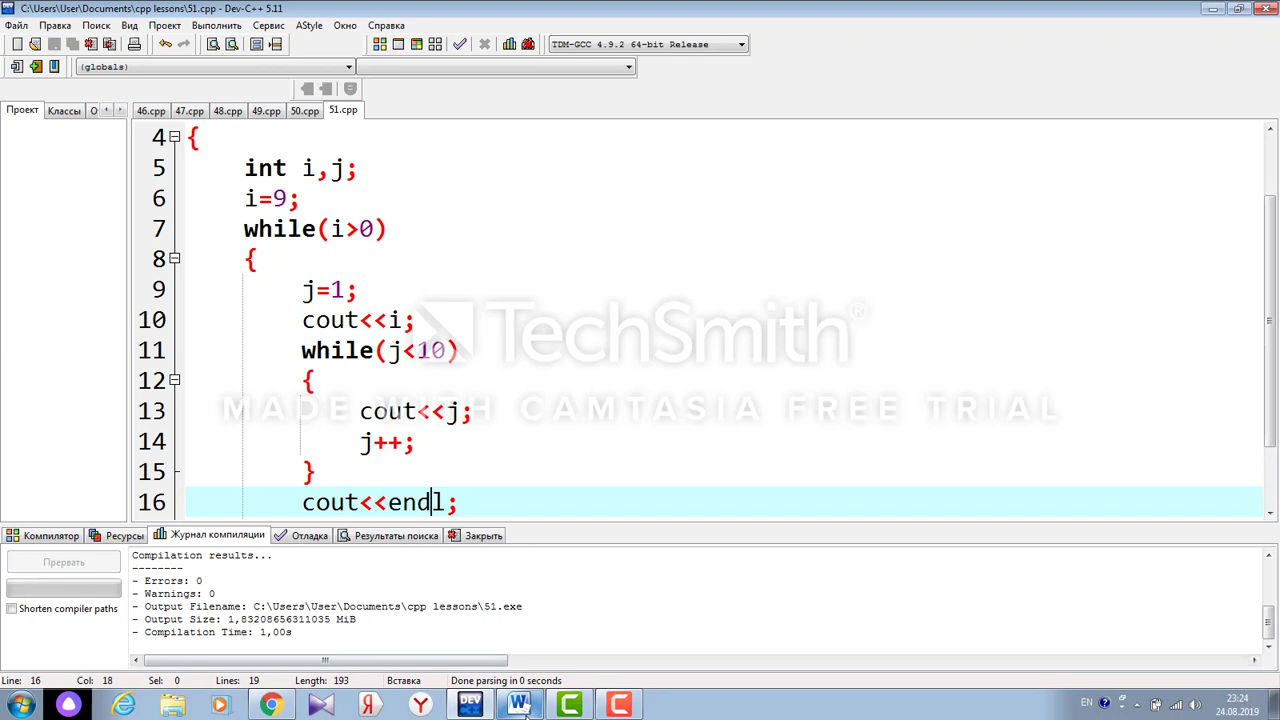 C:\Users\User\Documents\cpp lessons\51.cpp - Dev-C++ 5.11
Файл Правка Поиск Вид Проект Выполнить Сервис AStyle Окно Справка
TDM-GCC 4.9.2 64-bit Release
(globals)
Проект Классы О 46.cpp 47.cpp 48.cpp 49.cpp 50.cpp 51.cpp
4 {
5 int i,j;
6 i=9;
7 while(i>0)
8 {
9 j=1;
10 cout<<i;
11 while(j<10)
12 {
13 cout<<j;
14 j++;
15 }
16 cout<<endl;
TechSmith®
MADE WITH CAMTASIA FREE TRIAL
Компилятор Ресурсы Журнал компиляции Отладка Результаты поиска Закрыть
Прервать
Shorten compiler paths
Compilation results...
--------
- Errors: 0
- Warnings: 0
- Output Filename: C:\Users\User\Documents\cpp lessons\51.exe
- Output Size: 1,83208656311035 MiB
- Compilation Time: 1,00s
Line: 16 Col: 18 Sel: 0 Lines: 19 Length: 193 Вставка Done parsing in 0 seconds
EN 23:24
24.08.2019